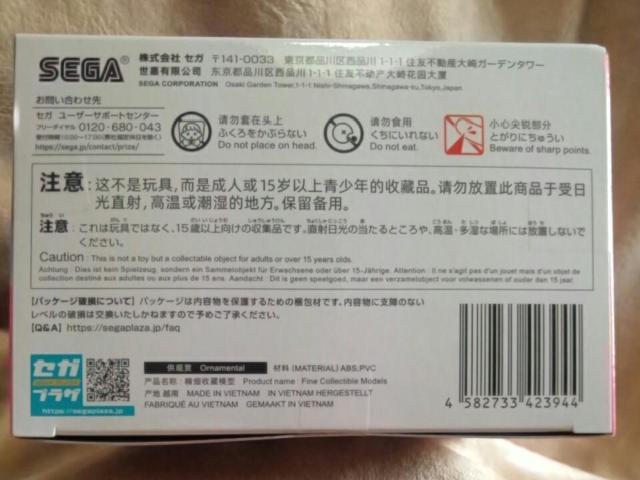 SEGA®
株式会社 セガ 〒141-0033 東京都品川区西品川 1-1-1 住友不動産大崎ガーデンタワー
世嘉有限公司 东京都品川区西品川 1-1-1 住友不动产大崎花园大厦
SEGA CORPORATION Osaki Garden Tower,1-1-1 Nishi-Shinagawa,Shinagawa-ku,Tokyo,Japan.
お問い合わせ先
セガ ユーザーサポートセンター
フリーダイヤル 0120-680-043
https://sega.jp/contact/prize/
请勿套在头上
ふくろをかぶらない
Do not place on head.
请勿食用
くちにいれない
Do not eat.
小心尖锐部分
とがりにちゅうい
Beware of sharp points.
注意：这不是玩具，而是成人或15岁以上青少年的收藏品。请勿放置此商品于受日
光直射，高温或潮湿的地方。保留备用。
注意：これは玩具ではなく、15歳以上向けの収集品です。直射日光の当たるところや、高温・多湿な場所には放置しないで
ください。
Caution : This is not a toy but a collectable object for adults or over 15 years olds.
Achtung : Dies ist kein Spielzeug, sondern ein Sammelobjekt für Erwachsene oder über 15-Jährige. Attention : Il ne s'agit pas d'un jouet mais d'un objet de
collection destiné aux adultes ou aux plus de 15 ans. Aandacht : Dit is geen speelgoed, maar een verzamelobject voor volwassenen of ouder dan 15 jaar.
【パッケージ破損について】パッケージは内容物を保護するための梱包材です。内容物に支障のない
レベルの破損は交換いたしかねますので予めご了承ください。
【Q&A】https://segaplaza.jp/faq
セガ
プラザ
https://segaplaza.jp
供观赏 Ornamental 材料 (MATERIAL) ABS,PVC
产品名称：精细收藏模型 Product name : Fine Collectible Models
产地 越南 MADE IN VIETNAM IN VIETNAM HERGESTELLT
FABRIQUÉ AU VIETNAM GEMAAKT IN VIETNAM
4 582733 423944